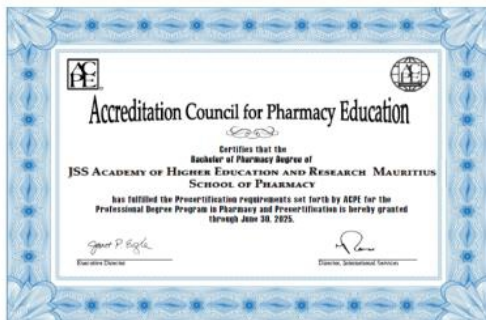 ACPE
ACPE
Accreditation Council for Pharmacy Education
Certifies that the
Bachelor of Pharmacy Degree of
JSS ACADEMY OF HIGHER EDUCATION AND RESEARCH MAURITIUS
SCHOOL OF PHARMACY
has fulfilled the Precertification requirements set forth by ACPE for the
Professional Degree Program in Pharmacy and Precertification is hereby granted
through June 30, 2025.
Executive Director
Director, International Services